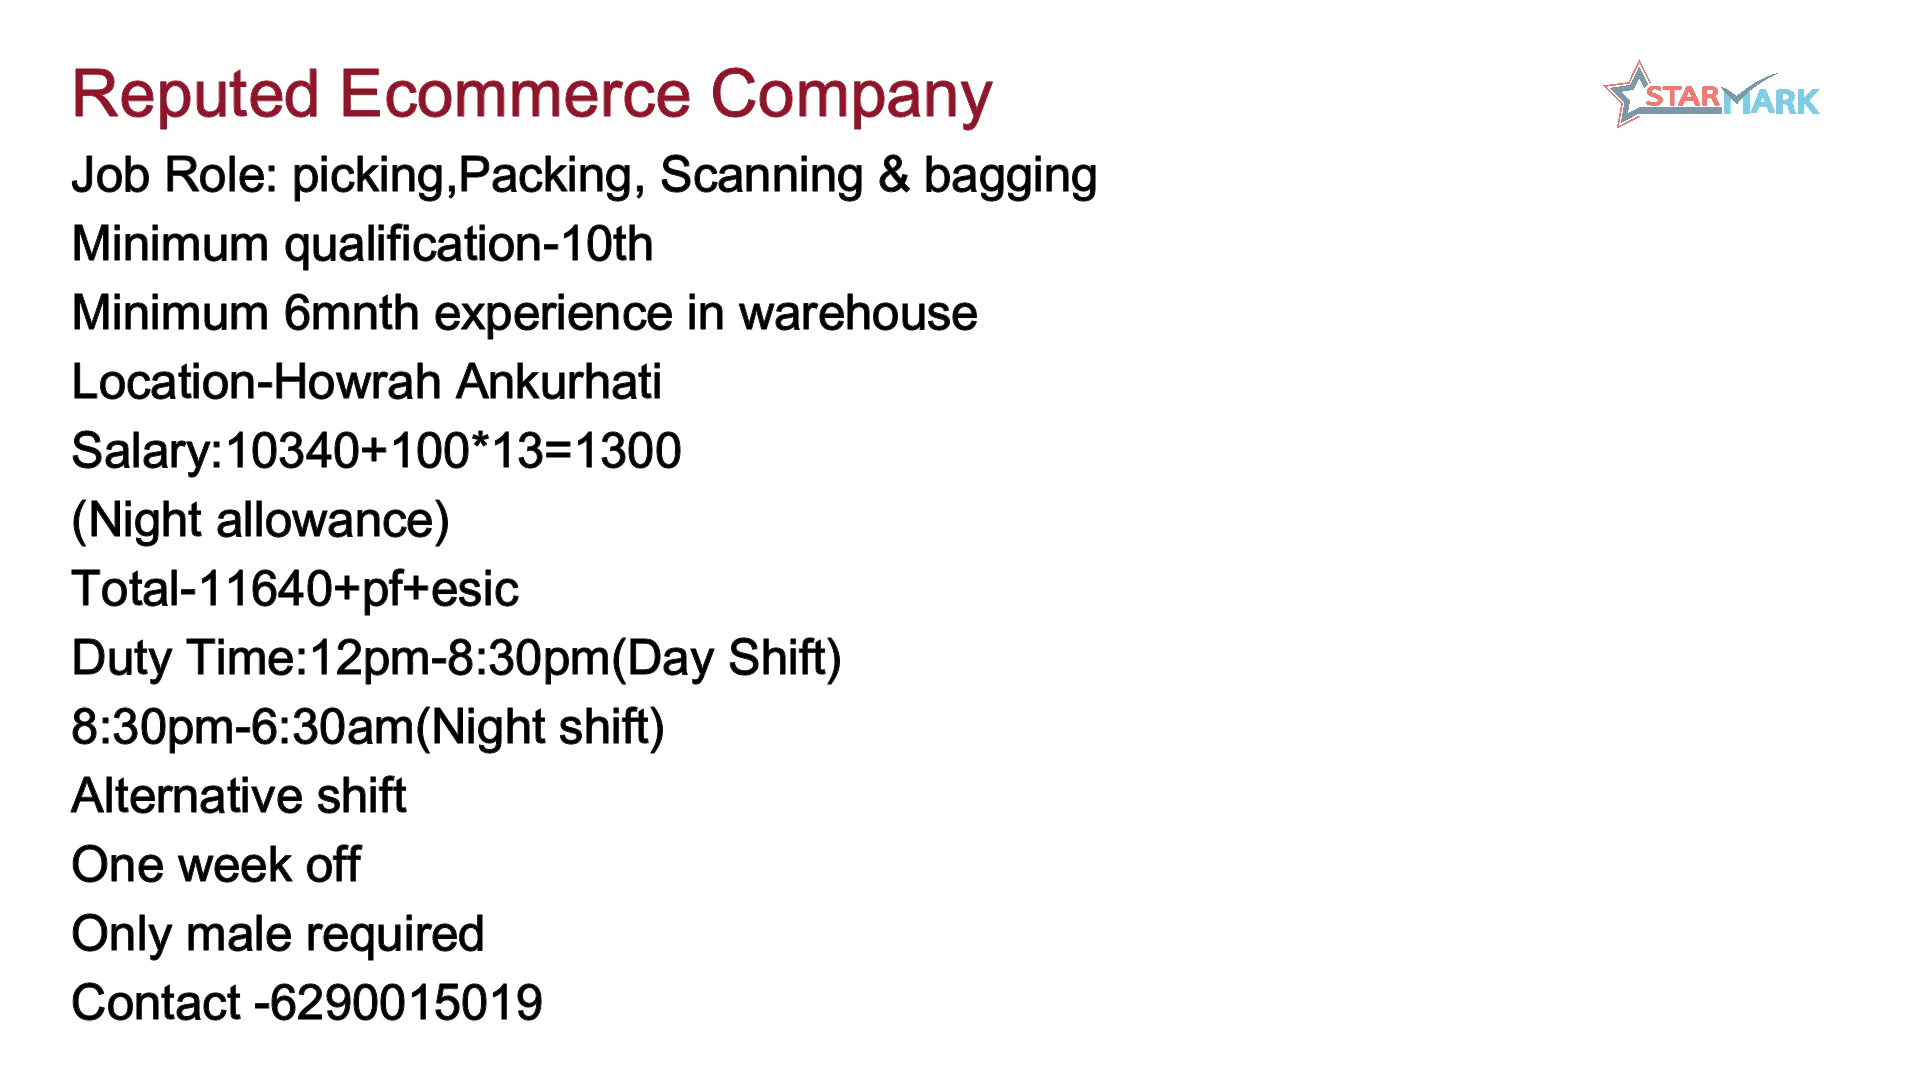 Reputed Ecommerce Company
STARMARK
Job Role: picking,Packing, Scanning & bagging
Minimum qualification-10th
Minimum 6mnth experience in warehouse
Location-Howrah Ankurhati
Salary:10340+100*13=1300
(Night allowance)
Total-11640+pf+esic
Duty Time:12pm-8:30pm(Day Shift)
8:30pm-6:30am(Night shift)
Alternative shift
One week off
Only male required
Contact -6290015019